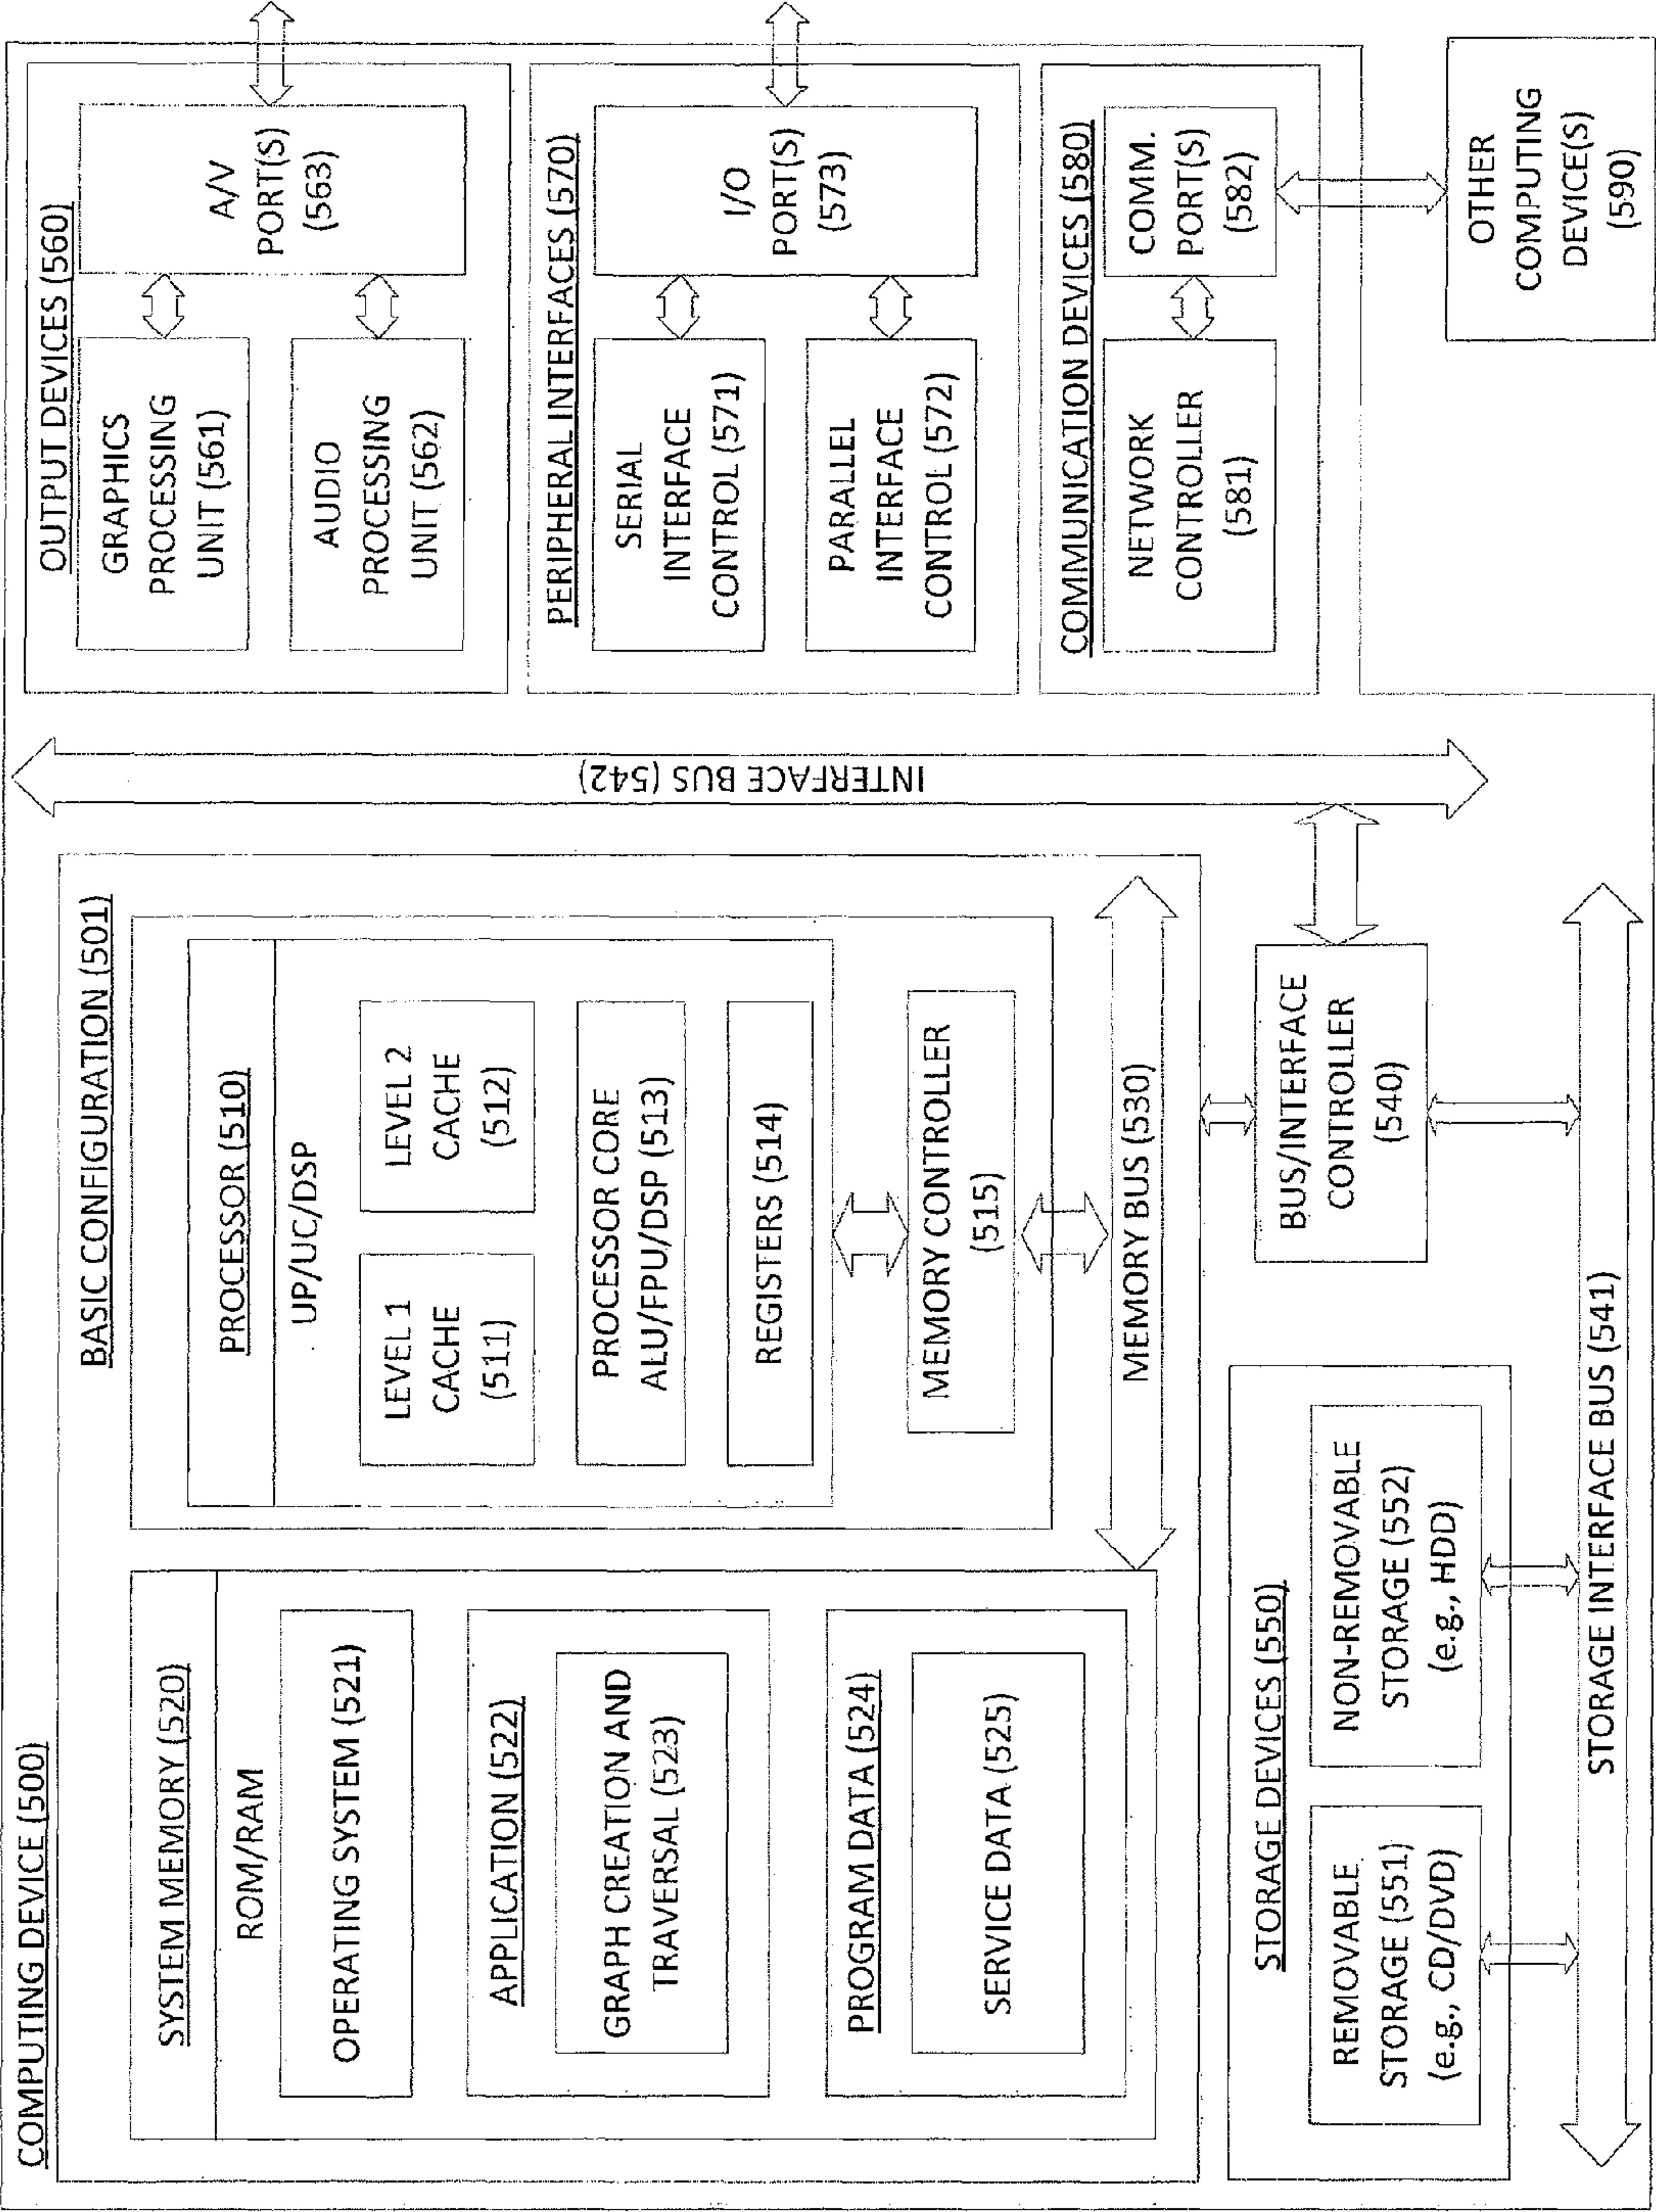 COMPUTING DEVICE (500)
BASIC CONFIGURATION (501)
SYSTEM MEMORY (520)
ROM/RAM
OPERATING SYSTEM (521)
APPLICATION (522)
GRAPH CREATION AND
TRAVERSAL (523)
PROGRAM DATA (524)
SERVICE DATA (525)
PROCESSOR (510)
UP/UC/DSP
LEVEL 1
CACHE
(511)
LEVEL 2
CACHE
(512)
PROCESSOR CORE
ALU/FPU/DSP (513)
REGISTERS (514)
MEMORY CONTROLLER
(515)
MEMORY BUS (530)
BUS/INTERFACE
CONTROLLER
(540)
INTERFACE BUS (542)
OUTPUT DEVICES (560)
GRAPHICS
PROCESSING
UNIT (561)
AUDIO
PROCESSING
UNIT (562)
A/V
PORT(S)
(563)
PERIPHERAL INTERFACES (570)
SERIAL
INTERFACE
CONTROL (571)
PARALLEL
INTERFACE
CONTROL (572)
I/O
PORT(S)
(573)
COMMUNICATION DEVICES (580)
NETWORK
CONTROLLER
(581)
COMM.
PORT(S)
(582)
OTHER
COMPUTING
DEVICE(S)
(590)
STORAGE DEVICES (550)
REMOVABLE
STORAGE (551)
(e.g., CD/DVD)
NON-REMOVABLE
STORAGE (552)
(e.g., HDD)
STORAGE INTERFACE BUS (541)